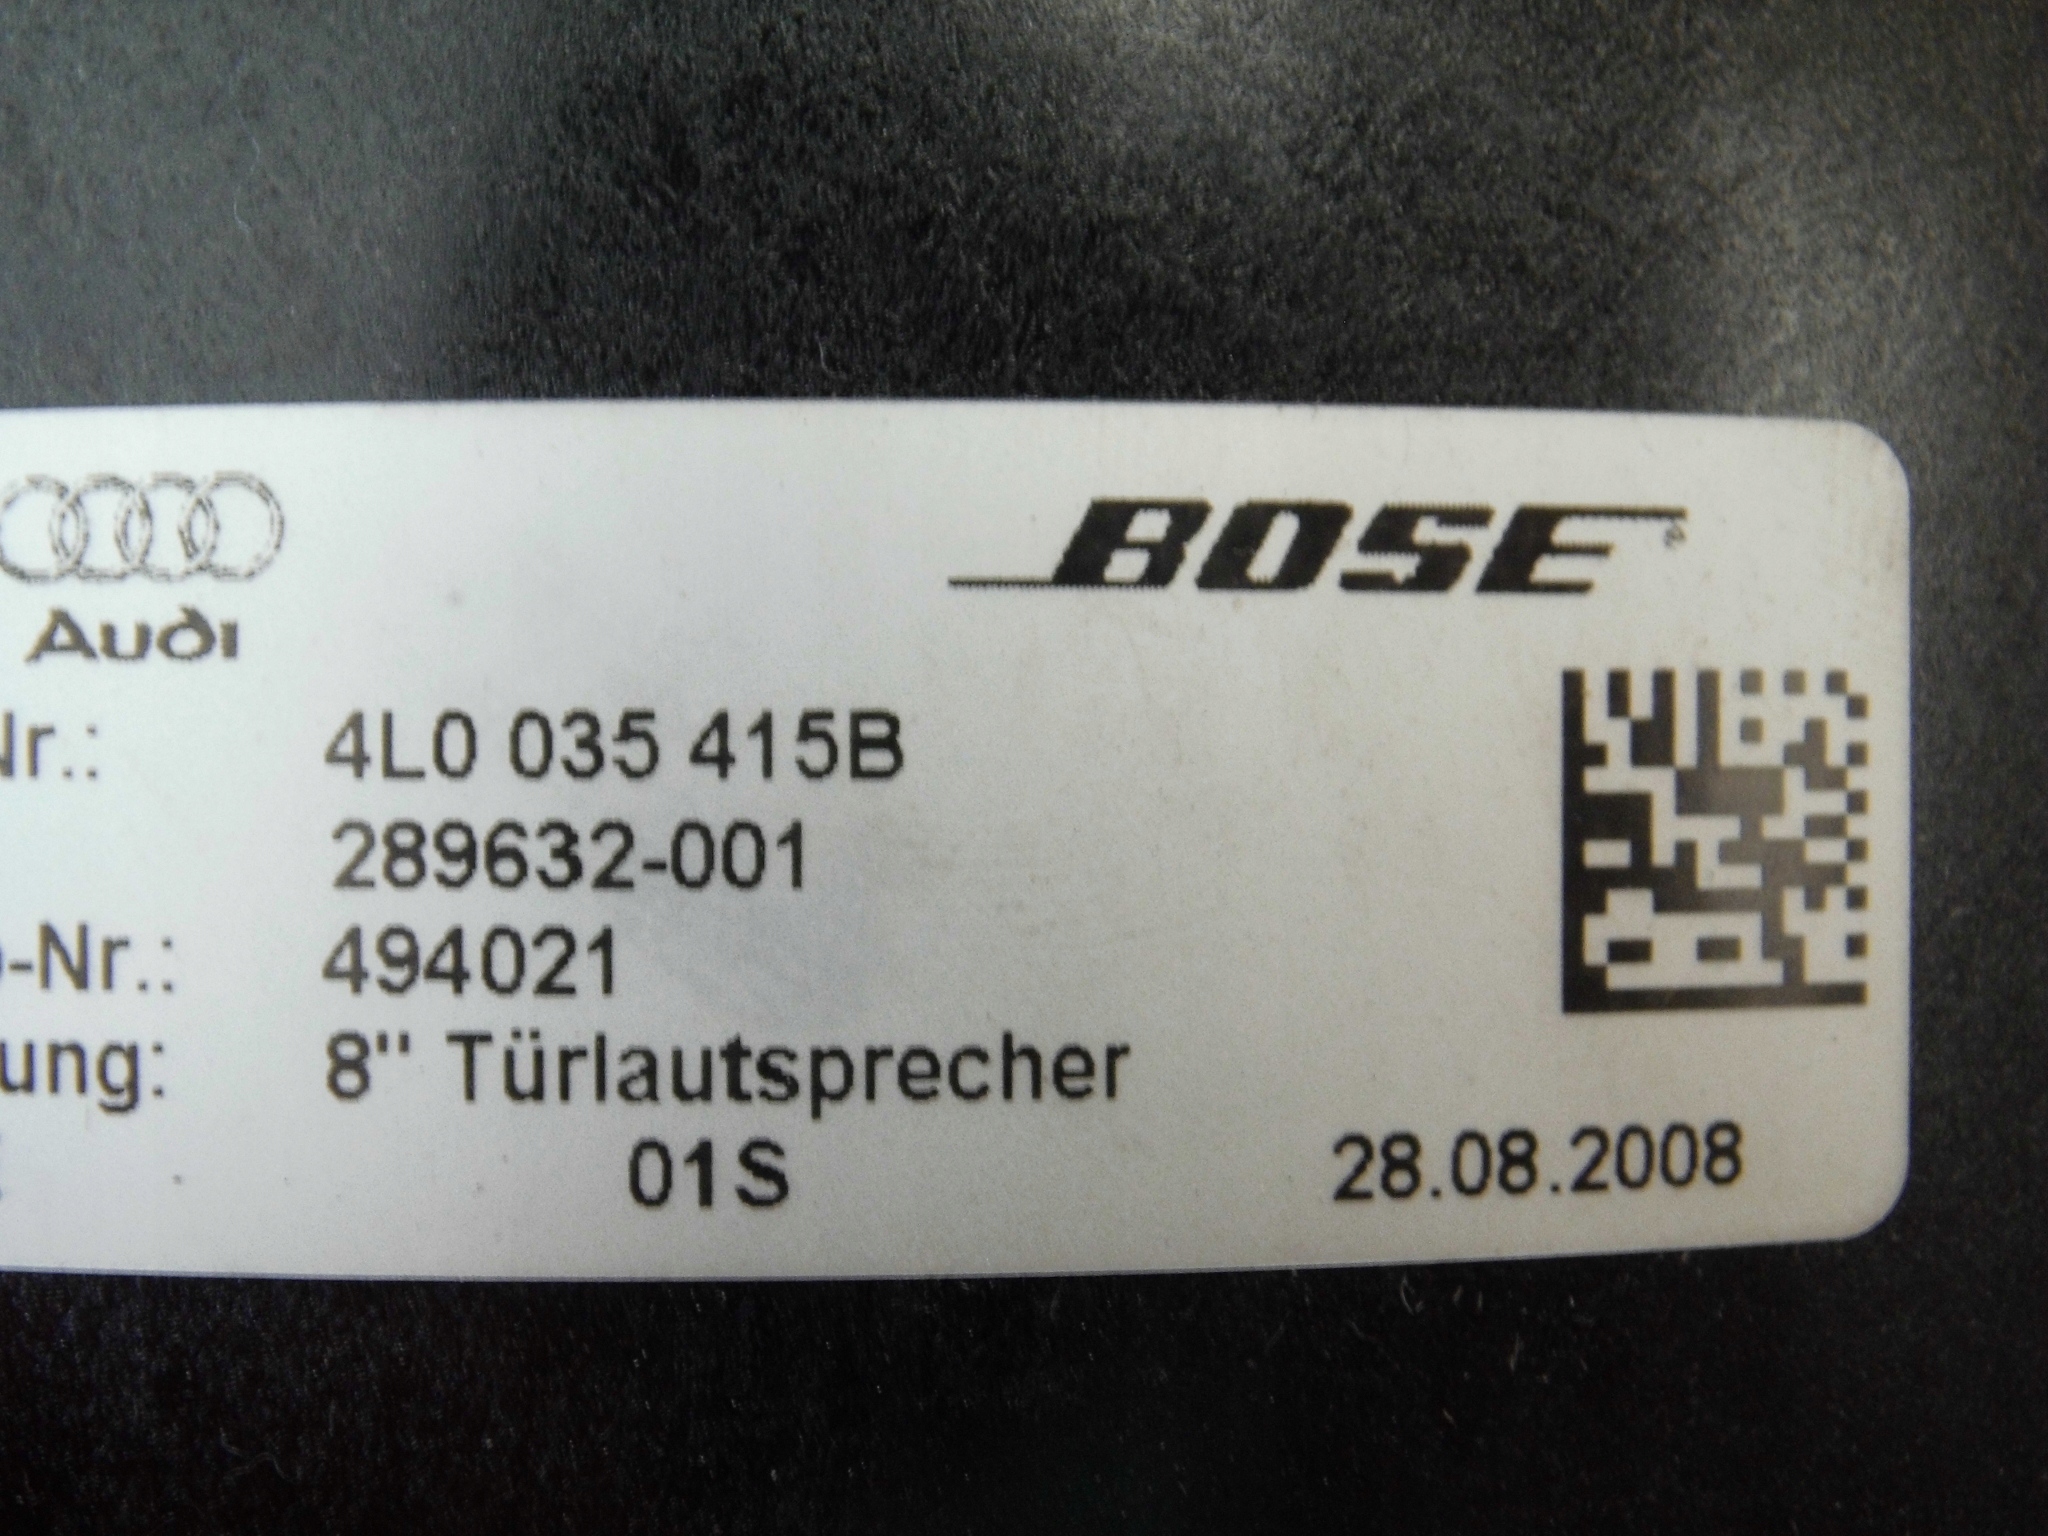 BOSE®
Audi
Nr.: 4L0 035 415B
289632-001
-Nr.: 494021
ung: 8" Türlautsprecher
01S 28.08.2008